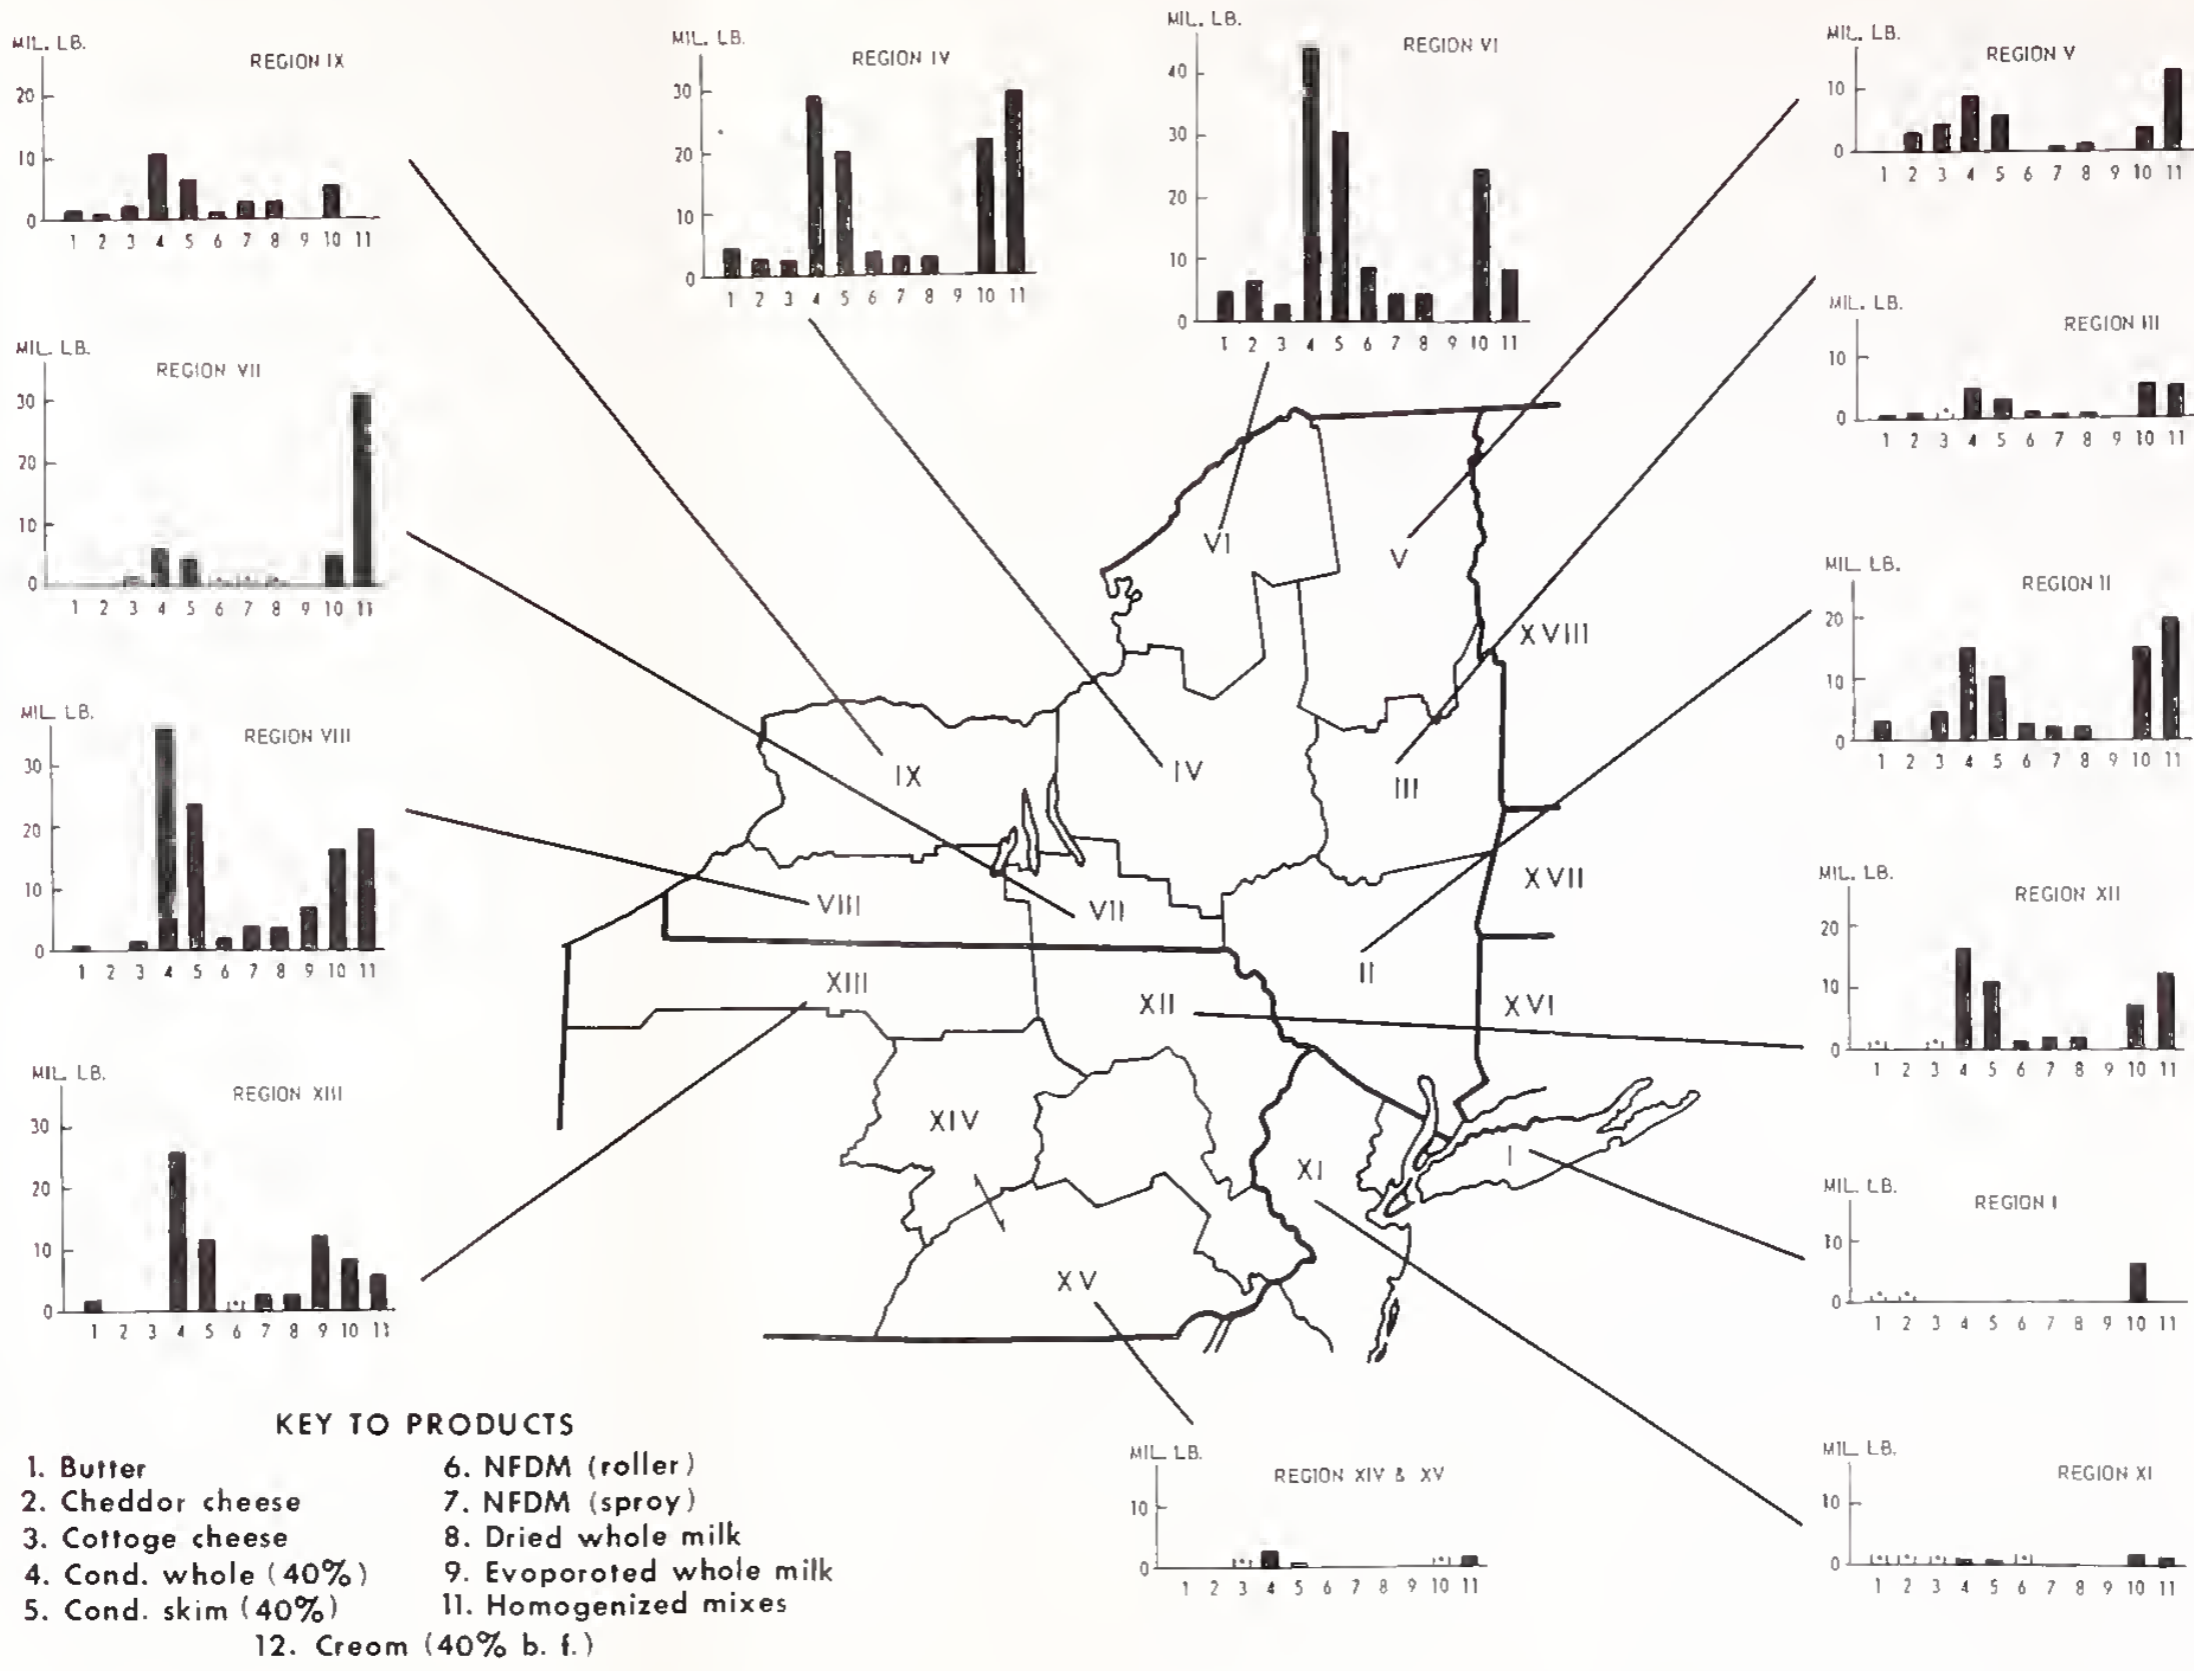 MIL. LB.
REGION IX
20
10
0
1 2 3 4 5 6 7 8 9 10 11
MIL. LB.
REGION IV
30
20
10
0
1 2 3 4 5 6 7 8 9 10 11
MIL. LB.
REGION VI
40
30
20
10
0
1 2 3 4 5 6 7 8 9 10 11
MIL. LB.
REGION V
10
0
1 2 3 4 5 6 7 8 9 10 11
MIL. LB.
REGION VII
30
20
10
0
1 2 3 4 5 6 7 8 9 10 11
MIL. LB.
REGION III
10
0
1 2 3 4 5 6 7 8 9 10 11
MIL. LB.
REGION VIII
30
20
10
0
1 2 3 4 5 6 7 8 9 10 11
MIL. LB.
REGION II
20
10
0
1 2 3 4 5 6 7 8 9 10 11
MIL. LB.
REGION XIII
30
20
10
0
1 2 3 4 5 6 7 8 9 10 11
MIL. LB.
REGION XII
20
10
0
1 2 3 4 5 6 7 8 9 10 11
MIL. LB.
REGION I
10
0
1 2 3 4 5 6 7 8 9 10 11
MIL. LB.
REGION XIV & XV
10
0
1 2 3 4 5 6 7 8 9 10 11
MIL. LB.
REGION XI
10
0
1 2 3 4 5 6 7 8 9 10 11
VI
V
XVIII
IX
IV
III
VIII
VII
XVII
II
XIII
XII
XVI
XIV
XI
I
XV
KEY TO PRODUCTS
1. Butter
2. Cheddor cheese
3. Cottoge cheese
4. Cond. whole (40%)
5. Cond. skim (40%)
6. NFDM (roller)
7. NFDM (sproy)
8. Dried whole milk
9. Evoporoted whole milk
11. Homogenized mixes
12. Creom (40% b. f.)